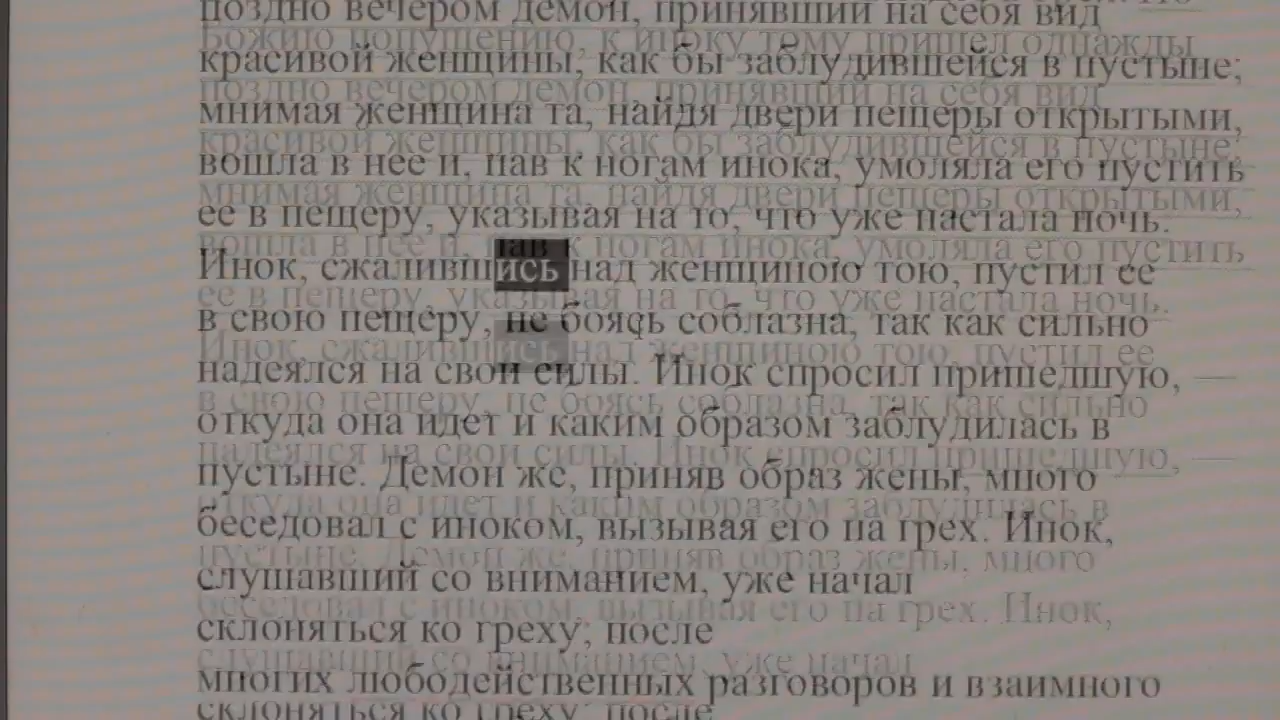 поздно вечером демон, принявший на себя вид
красивой женщины, как бы заблудившейся в пустыне;
мнимая женщина та, найдя двери пещеры открытыми,
вошла в нее и, пав к ногам инока, умоляла его пустить
ее в пещеру, указывая на то, что уже настала ночь.
Инок, сжалившись над женщиною тою, пустил ее
в свою пещеру, не боясь соблазна, так как сильно
надеялся на свои силы. Инок спросил пришедшую, —
откуда она идет и каким образом заблудилась в
пустыне. Демон же, приняв образ жены, много
беседовал с иноком, вызывая его на грех. Инок,
слушавший со вниманием, уже начал
склоняться ко греху; после
многих любодейственных разговоров и взаимного